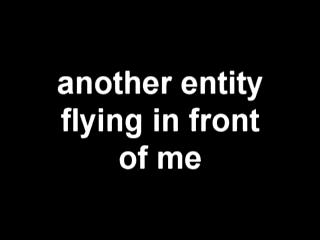 another entity
flying in front
of me